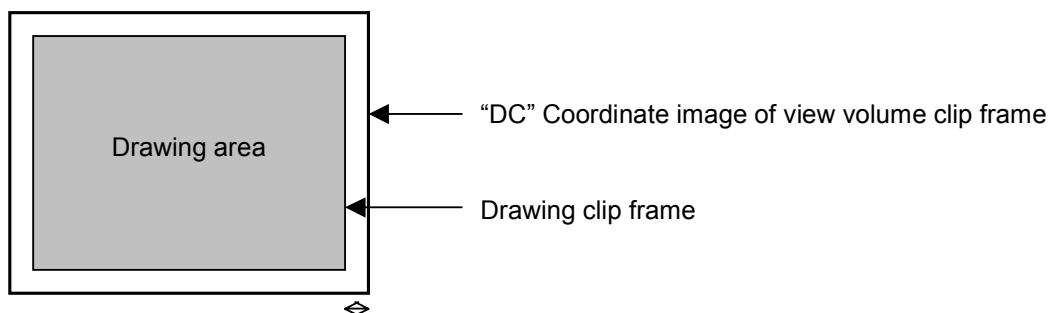 “DC” Coordinate image of view volume clip frame
Drawing area
Drawing clip frame